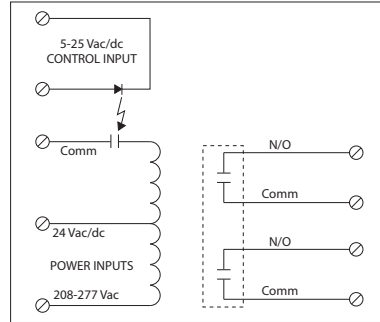 5-25 Vac/dc
CONTROL INPUT
Comm
24 Vac/dc
POWER INPUTS
208-277 Vac
N/O
Comm
N/O
Comm